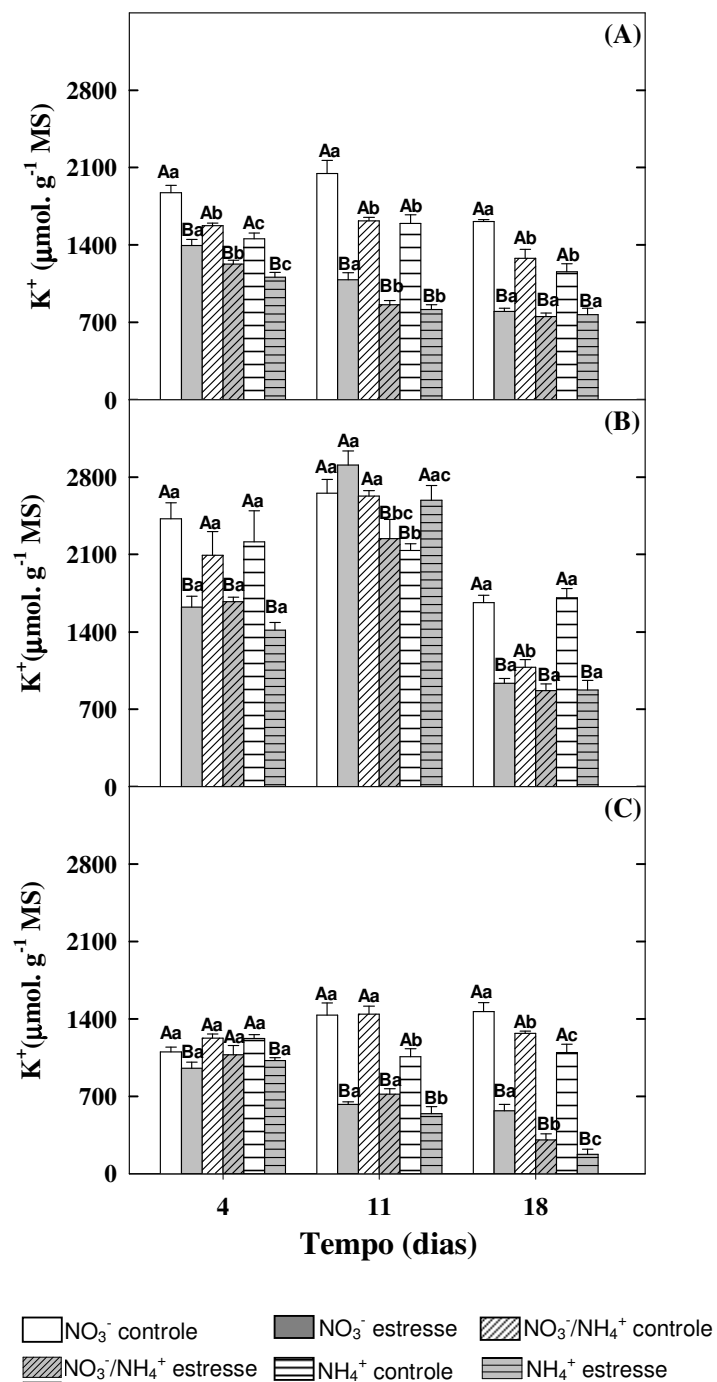 (A)
K⁺ (µmol. g⁻¹ MS)
2800
2100
1400
700
0
Aa Ba Ab Bb Ac Bc
Aa Ba Ab Bb Ab Bb
Aa Ba Ab Ba Ab Ba
(B)
K⁺(µmol. g⁻¹ MS)
2800
2100
1400
700
0
Aa Ba Aa Ba Aa Ba
Aa Aa Aa Bbc Bb Aac
Aa Ba Ab Ba Aa Ba
(C)
K⁺(µmol. g⁻¹ MS)
2800
2100
1400
700
0
Aa Ba Aa Aa Aa Ba
Aa Ba Aa Ba Ab Bb
Aa Ba Ab Bb Ac Bc
4 11 18
Tempo (dias)
NO₃⁻ controle NO₃⁻ estresse NO₃⁻/NH₄⁺ controle
NO₃⁻/NH₄⁺ estresse NH₄⁺ controle NH₄⁺ estresse